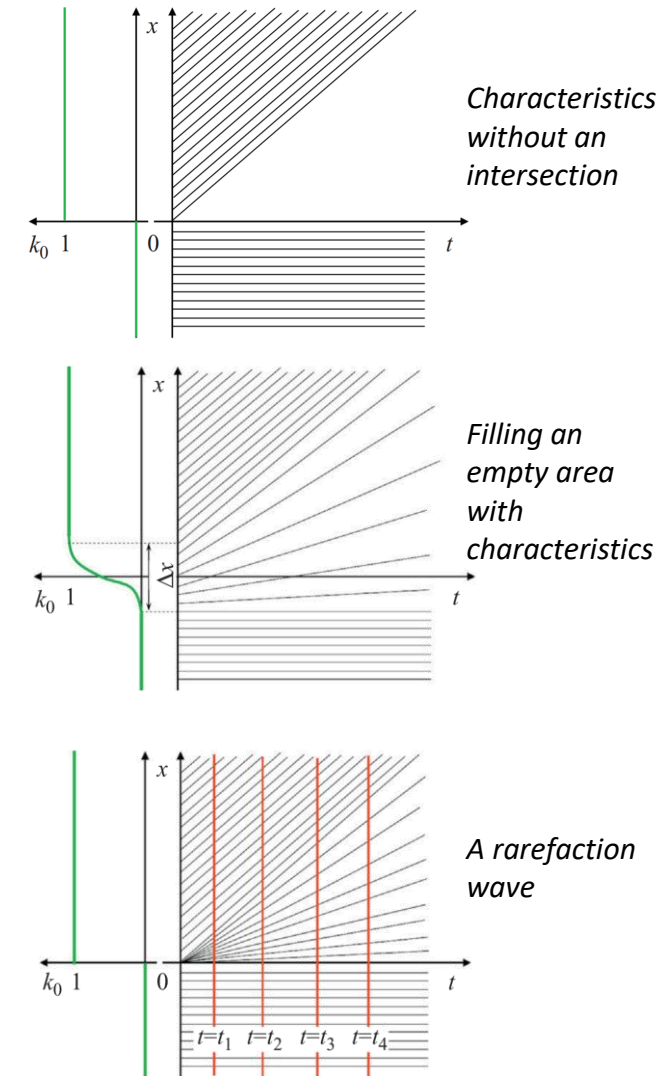 x
Characteristics
without an
intersection
k₀ 1 0 t
x
Filling an
empty area
with
characteristics
Δx
k₀ 1 t
x
A rarefaction
wave
k₀ 1 0 t
t=t₁ t=t₂ t=t₃ t=t₄